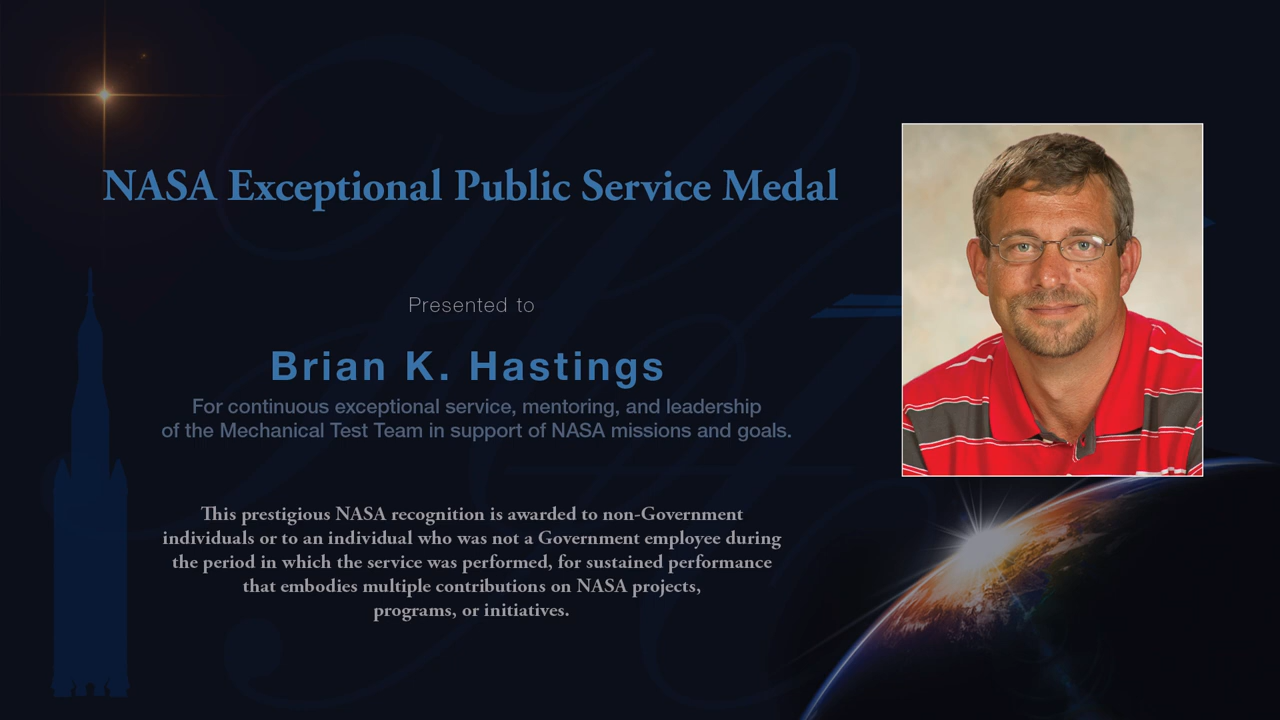 NASA Exceptional Public Service Medal
Presented to
Brian K. Hastings
For continuous exceptional service, mentoring, and leadership
of the Mechanical Test Team in support of NASA missions and goals.
This prestigious NASA recognition is awarded to non-Government
individuals or to an individual who was not a Government employee during
the period in which the service was performed, for sustained performance
that embodies multiple contributions on NASA projects,
programs, or initiatives.